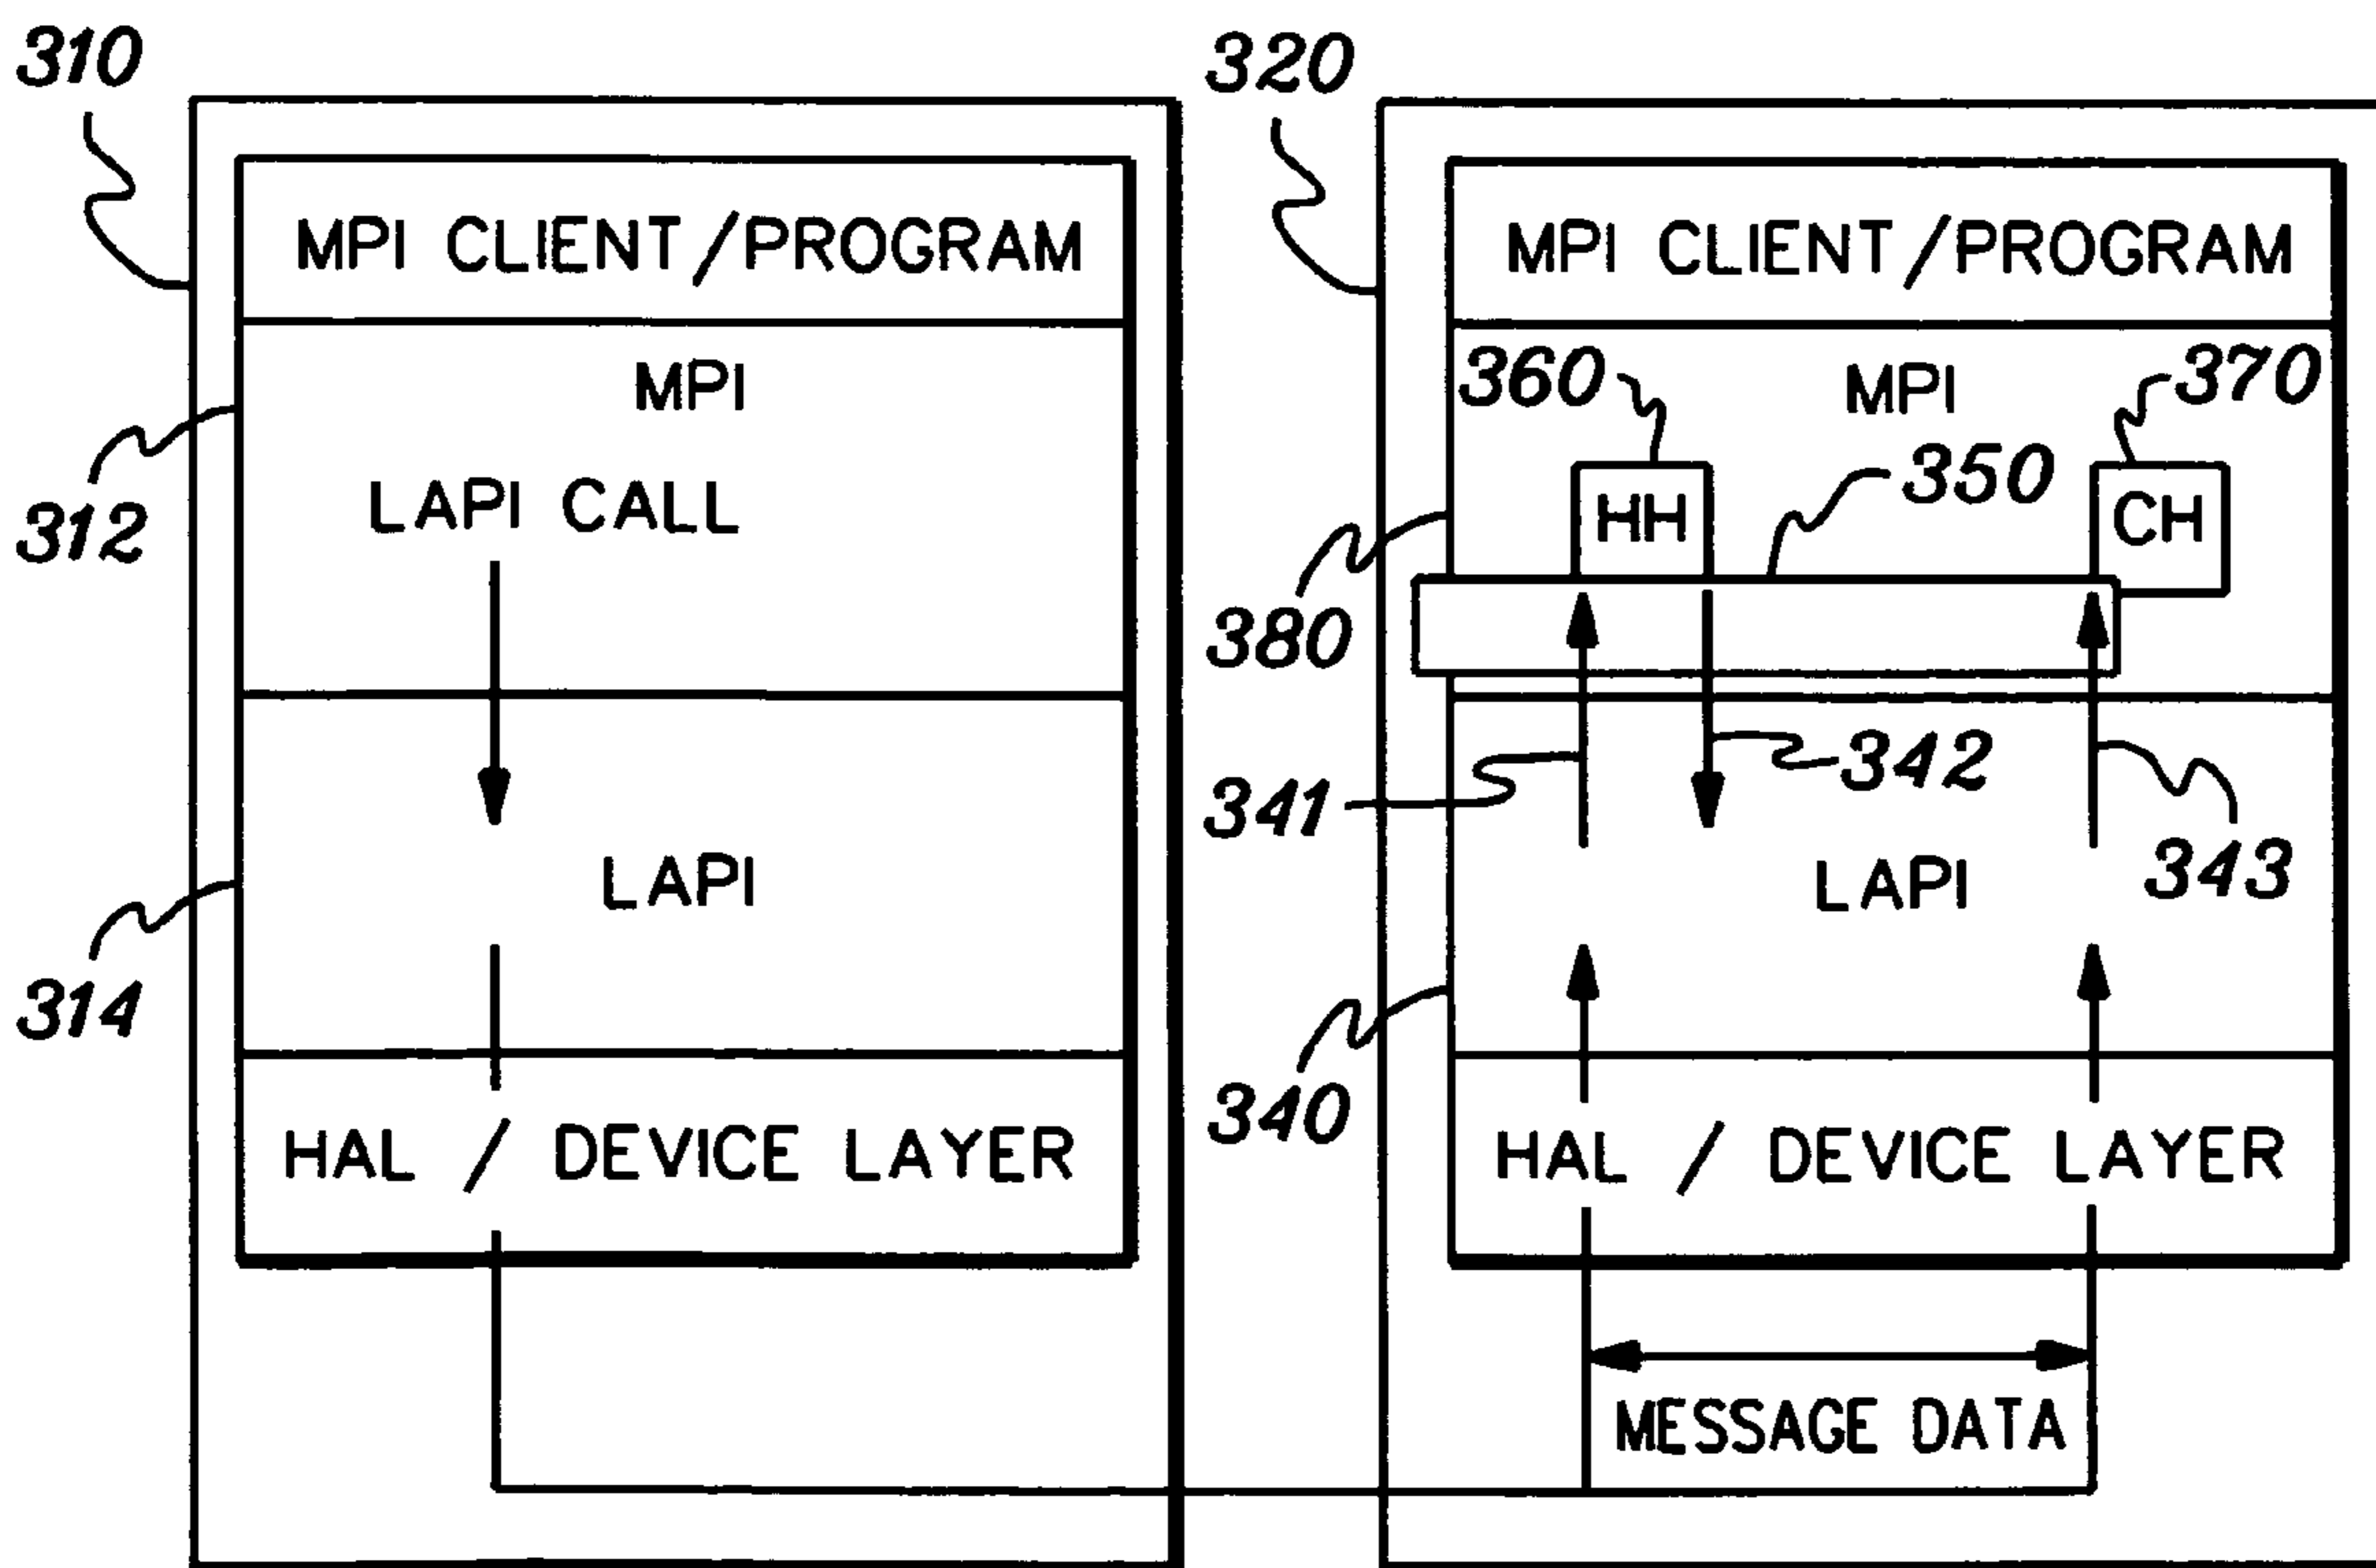 310
MPI CLIENT/PROGRAM
MPI
312
LAPI CALL
LAPI
314
HAL / DEVICE LAYER
320
MPI CLIENT/PROGRAM
360
MPI
370
350
HH
CH
380
342
341
343
LAPI
340
HAL / DEVICE LAYER
MESSAGE DATA